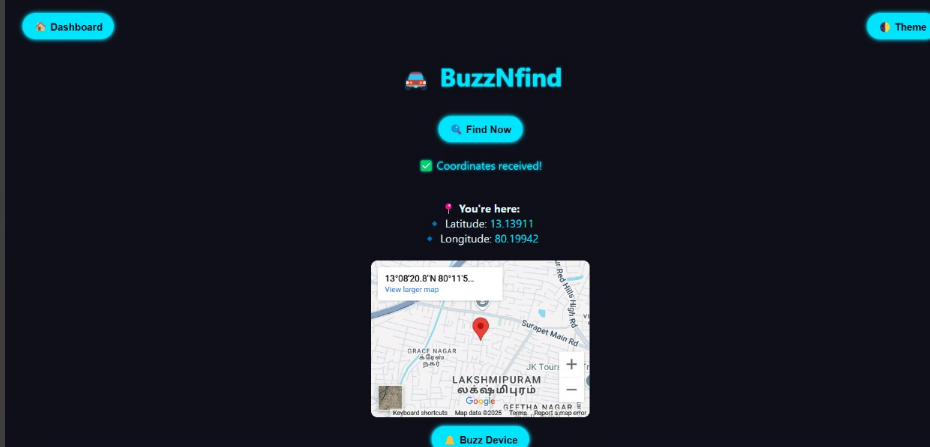 Dashboard
Theme
BuzzNfind
Find Now
Coordinates received!
You're here:
Latitude: 13.13911
Longitude: 80.19942
13°08'20.8"N 80°11'5...
View larger map
Red Hills High Rd
Surapet Main Rd
GRACE NAGAR
கிரேஸ்
நகர்
JK Tours
LAKSHMIPURAM
லக்ஷ்மிபுரம்
Google
GEETHA NAGAR
Keyboard shortcuts Map data ©2025 Terms Report a map error
Buzz Device